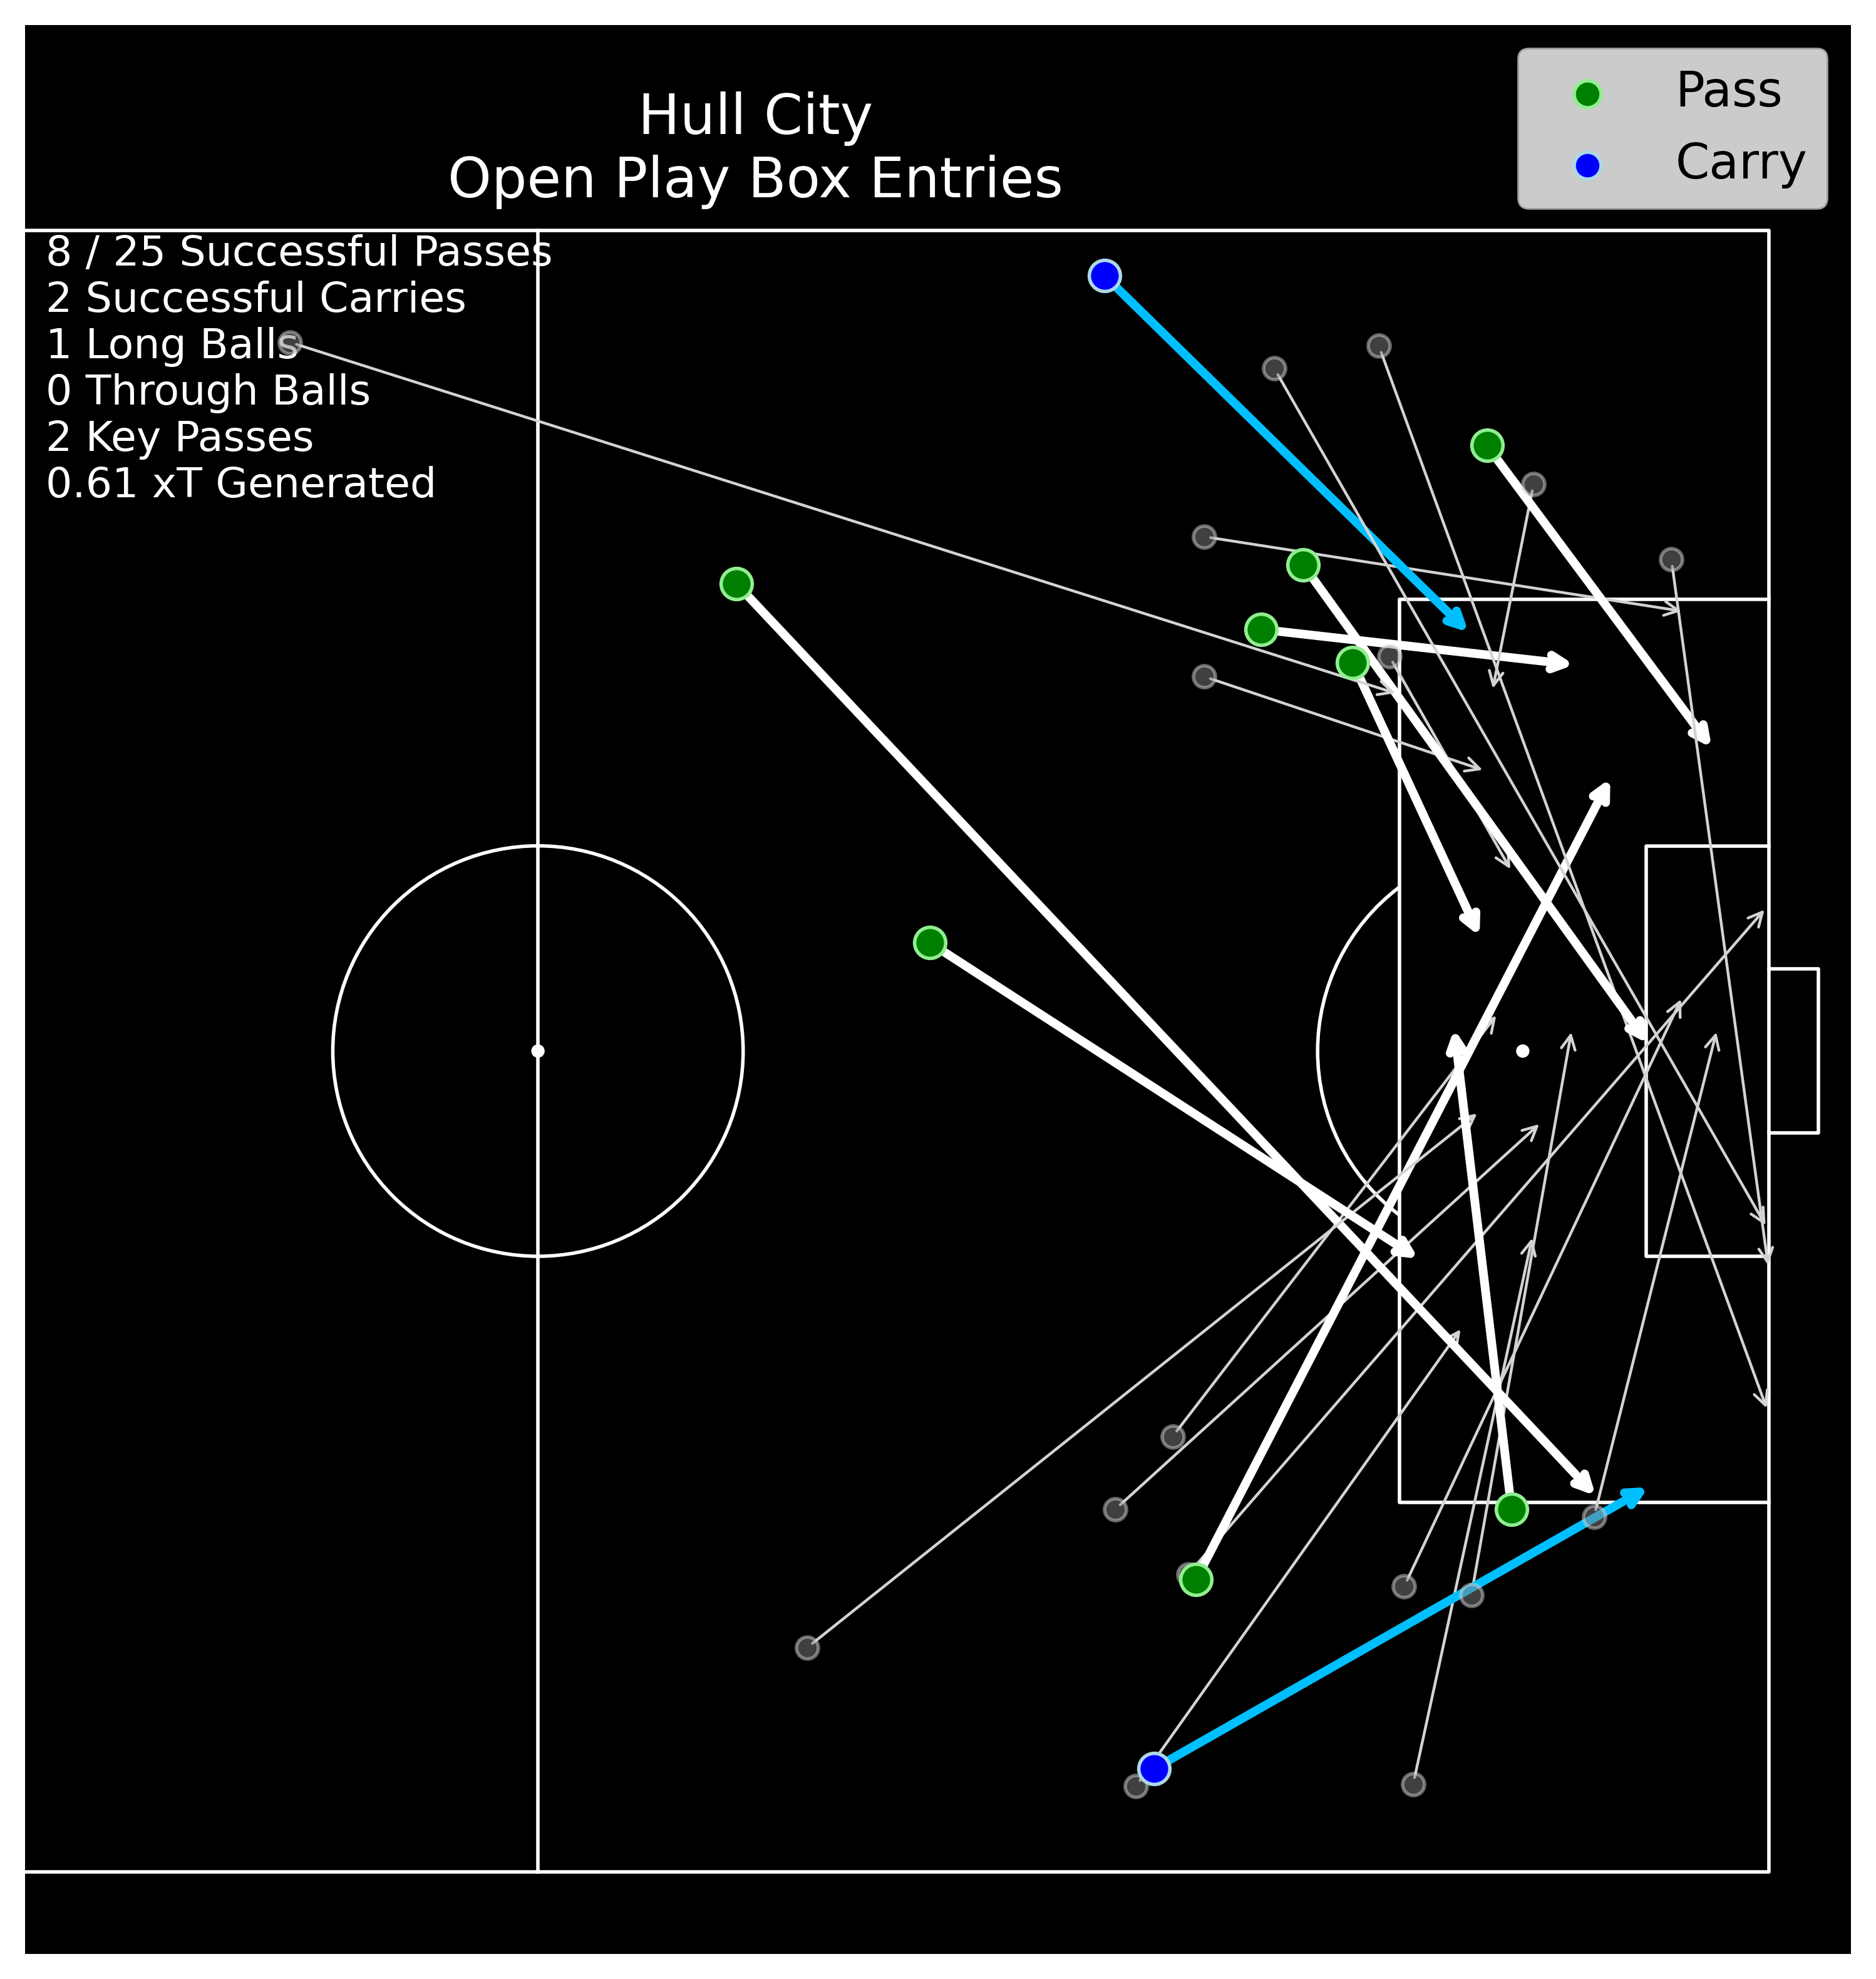 Hull City
Open Play Box Entries
Pass
Carry
8 / 25 Successful Passes
2 Successful Carries
1 Long Balls
0 Through Balls
2 Key Passes
0.61 xT Generated